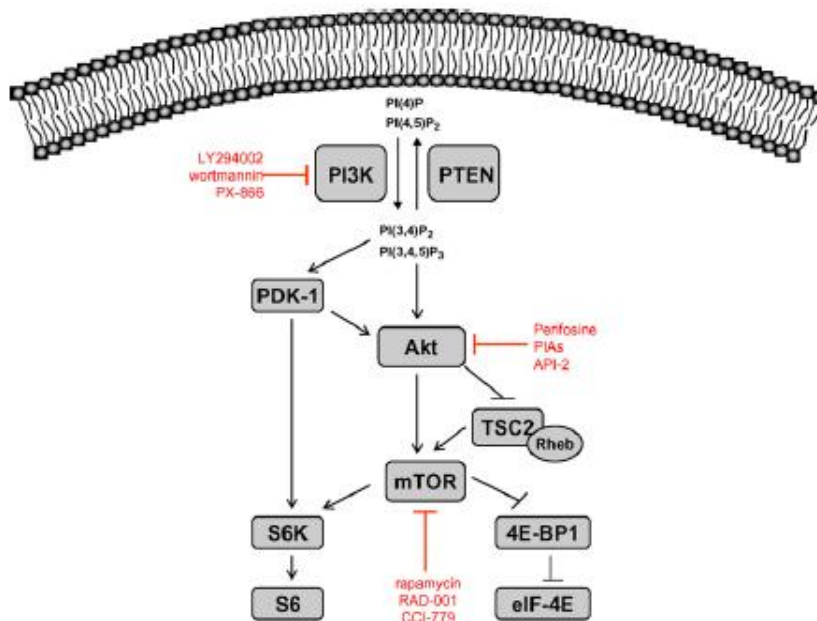 PI(4)P
PI(4,5)P2
LY294002
wortmannin
PX-866
PI3K
PTEN
PI(3,4)P2
PI(3,4,5)P3
PDK-1
Akt
Perifosine
PIAs
API-2
TSC2
Rheb
mTOR
S6K
4E-BP1
rapamycin
RAD-001
CCI-779
S6
eIF-4E